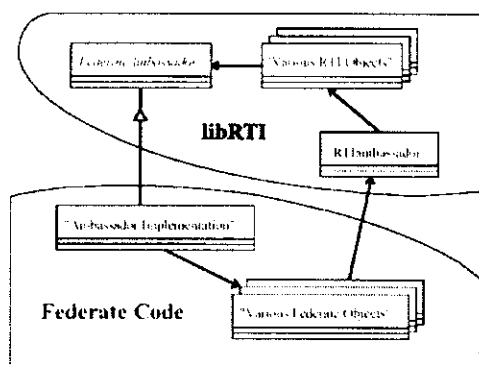 Federate Ambassador
"Various RTI Objects"
libRTI
RTIambassador
"Ambassador Implementation"
Federate Code
"Various Federate Objects"